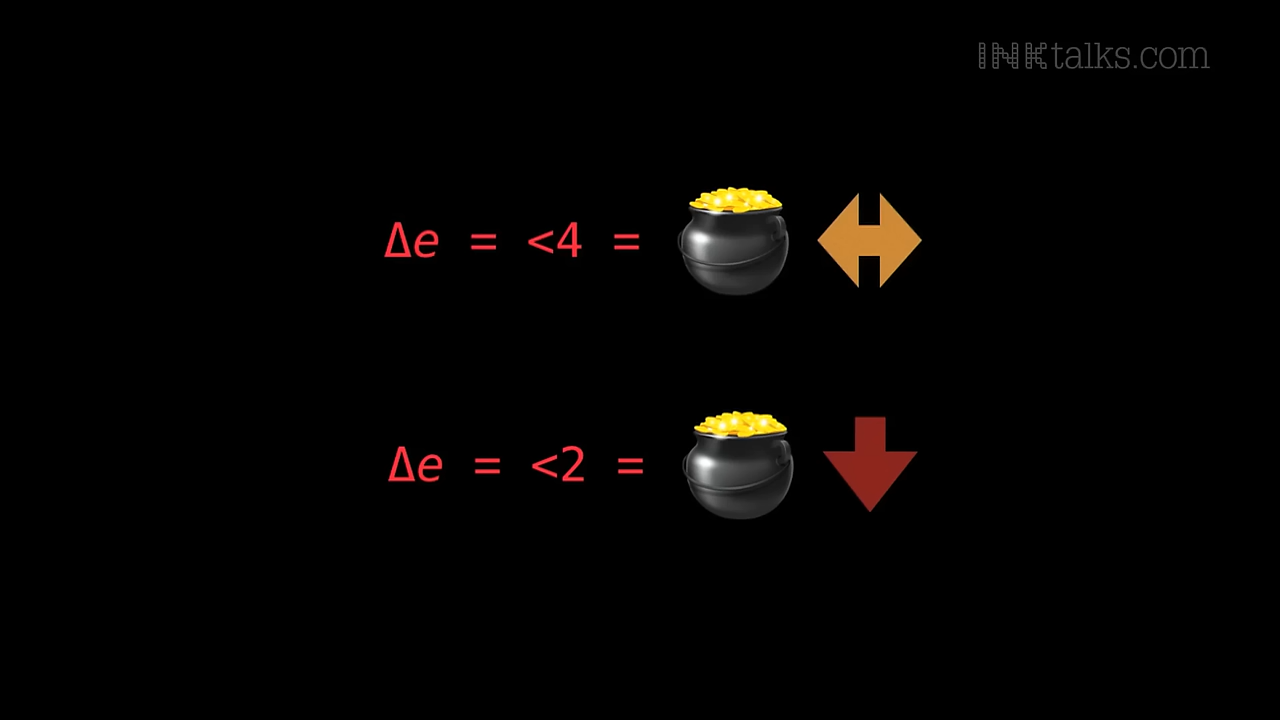 INKtalks.com
Δe = <4 =
Δe = <2 =